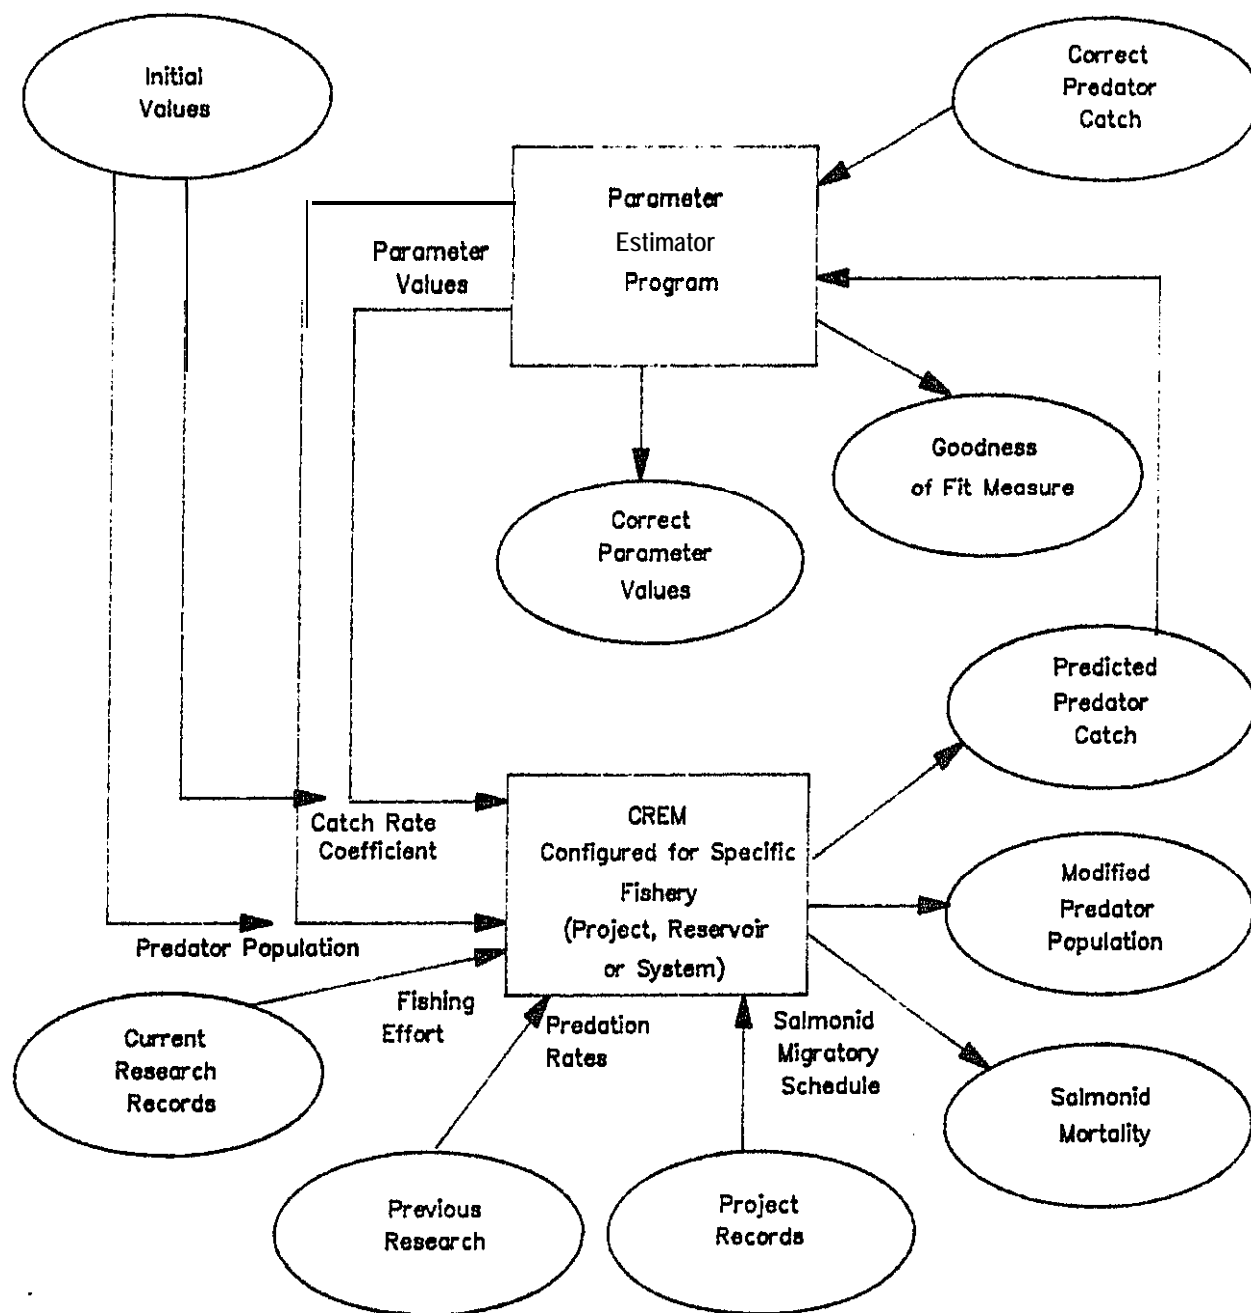 Initial
Values
Correct
Predator
Catch
Parameter
Estimator
Program
Parameter
Values
Goodness
of Fit Measure
Correct
Parameter
Values
Predicted
Predator
Catch
CREM
Configured for Specific
Fishery
(Project, Reservoir
or System)
Catch Rate
Coefficient
Predator Population
Modified
Predator
Population
Fishing
Effort
Predation
Rates
Salmonid
Migratory
Schedule
Current
Research
Records
Salmonid
Mortality
Previous
Research
Project
Records